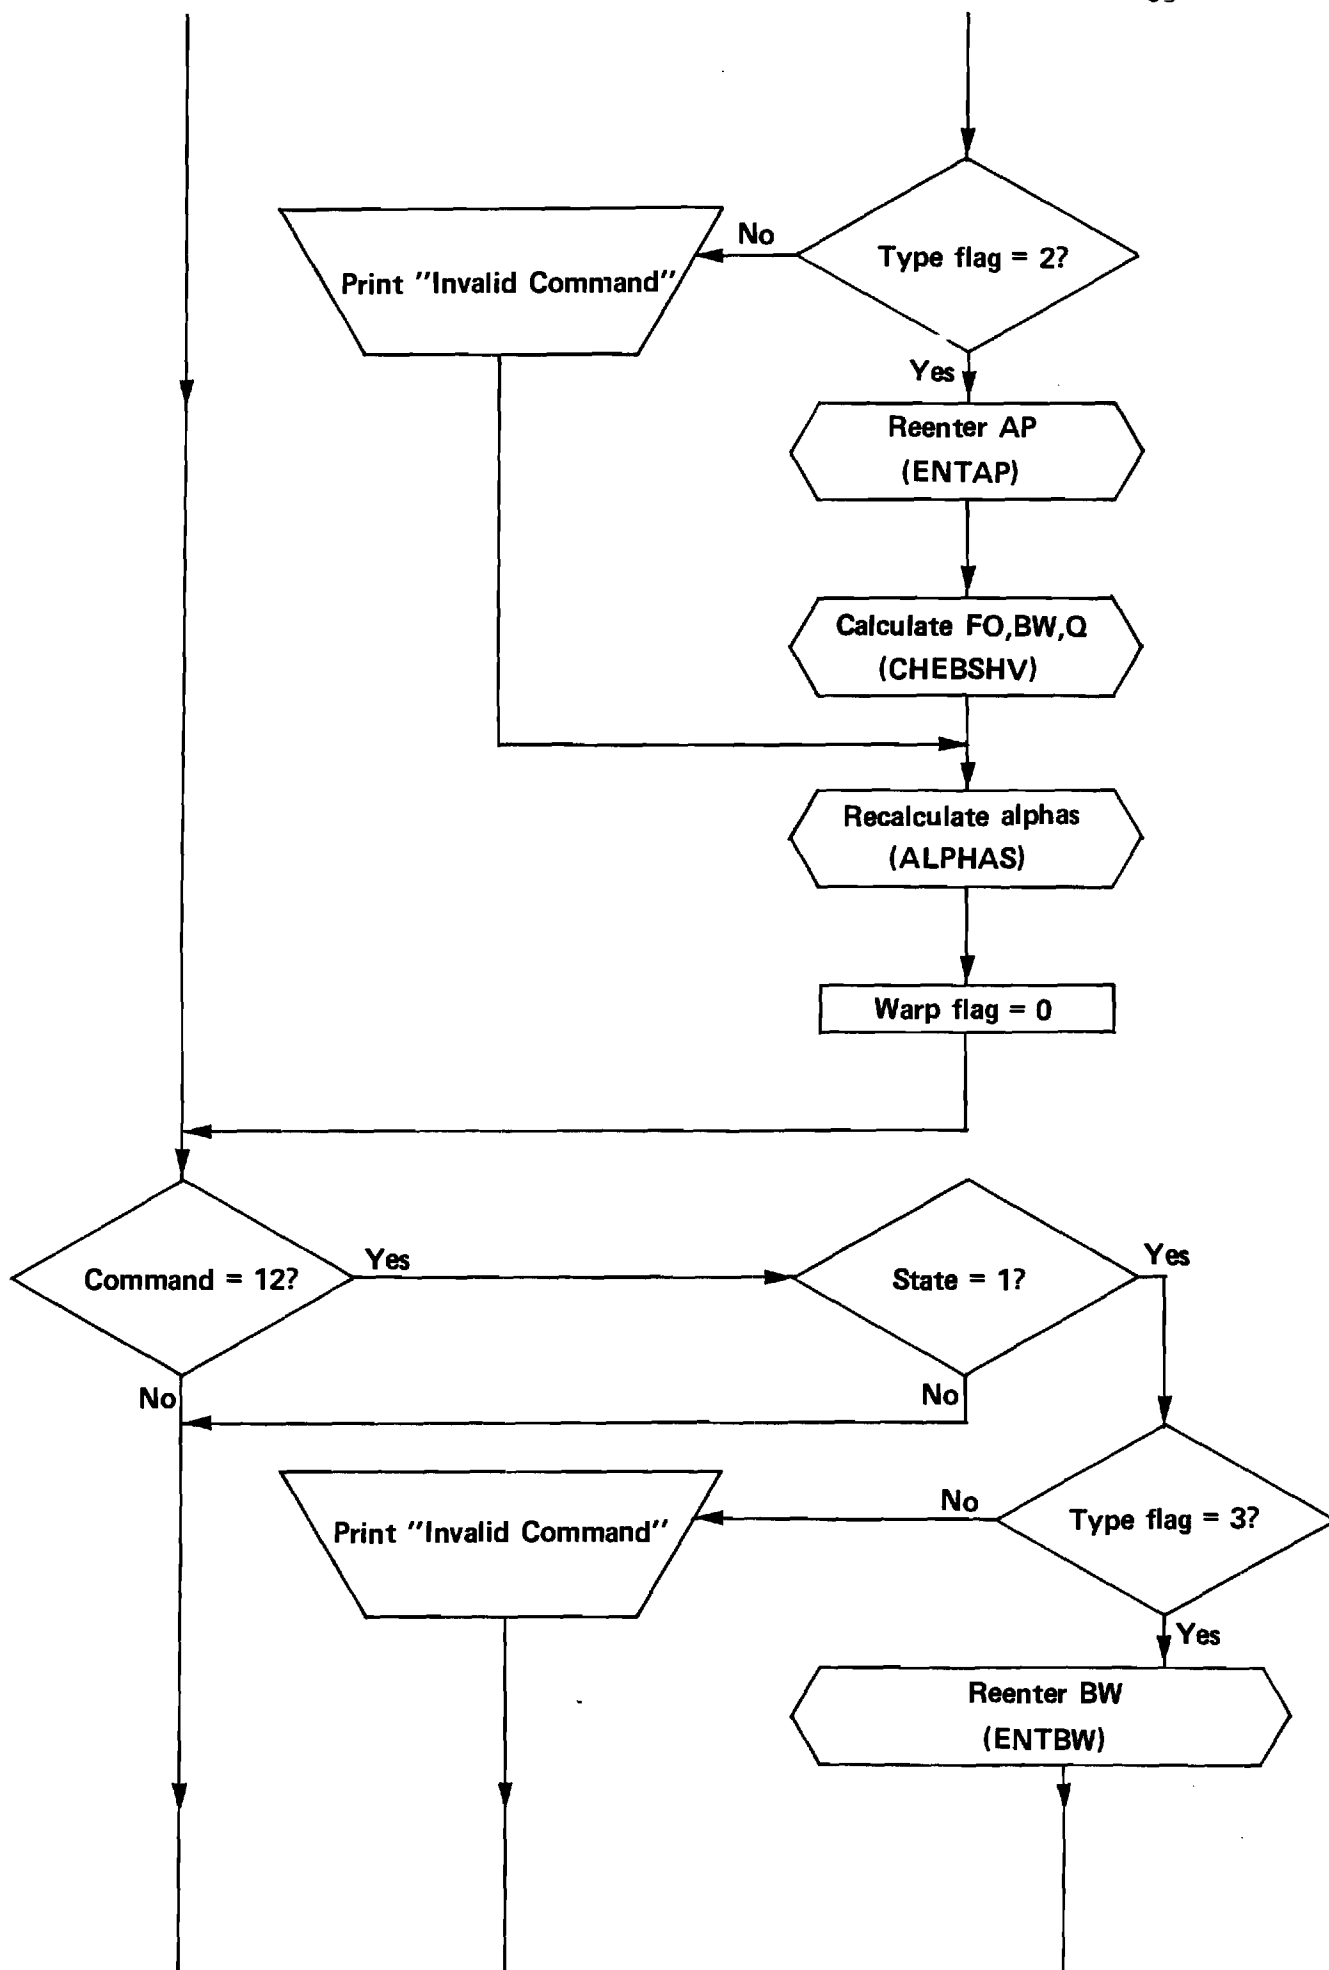 No
Type flag = 2?
Print "Invalid Command"
Yes
Reenter AP
(ENTAP)
Calculate FO,BW,Q
(CHEBSHV)
Recalculate alphas
(ALPHAS)
Warp flag = 0
Command = 12?
Yes
State = 1?
Yes
No
No
No
Type flag = 3?
Print "Invalid Command"
Yes
Reenter BW
(ENTBW)